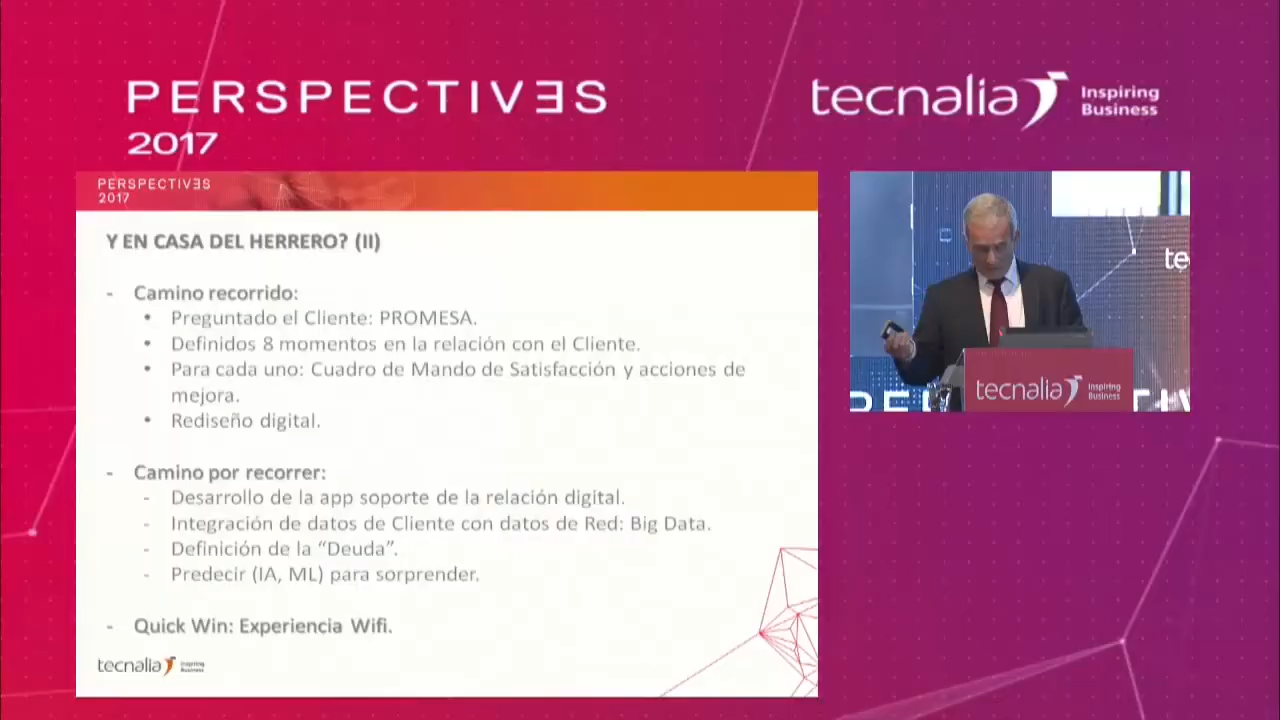 PERSPECTIVES
2017
tecnalia Inspiring
Business
PERSPECTIVES
2017
Y EN CASA DEL HERRERO? (II)
- Camino recorrido:
• Preguntado el Cliente: PROMESA.
• Definidos 8 momentos en la relación con el Cliente.
• Para cada uno: Cuadro de Mando de Satisfacción y acciones de
mejora.
• Rediseño digital.
- Camino por recorrer:
- Desarrollo de la app soporte de la relación digital.
- Integración de datos de Cliente con datos de Red: Big Data.
- Definición de la “Deuda”.
- Predecir (IA, ML) para sorprender.
- Quick Win: Experiencia Wifi.
tecnalia Inspiring
Business
te
tecnalia Inspiring
Business